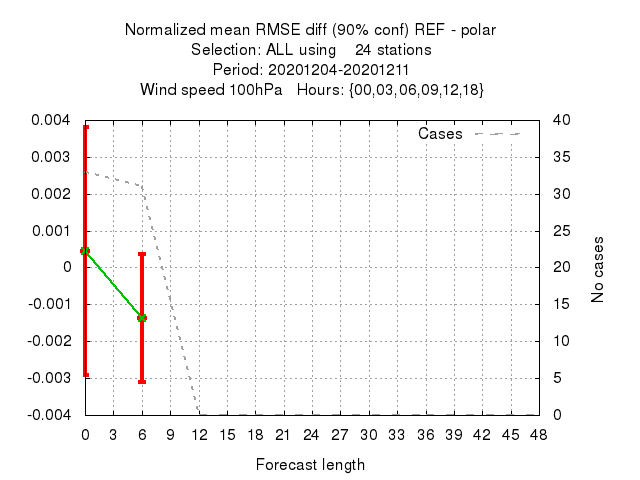 Normalized mean RMSE diff (90% conf) REF - polar
Selection: ALL using    24 stations
Period: 20201204-20201211
Wind speed 100hPa   Hours: {00,03,06,09,12,18}
Cases
0.004
0.003
0.002
0.001
0
-0.001
-0.002
-0.003
-0.004
40
35
30
25
20
15
10
5
0
No cases
0 3 6 9 12 15 18 21 24 27 30 33 36 39 42 45 48
Forecast length